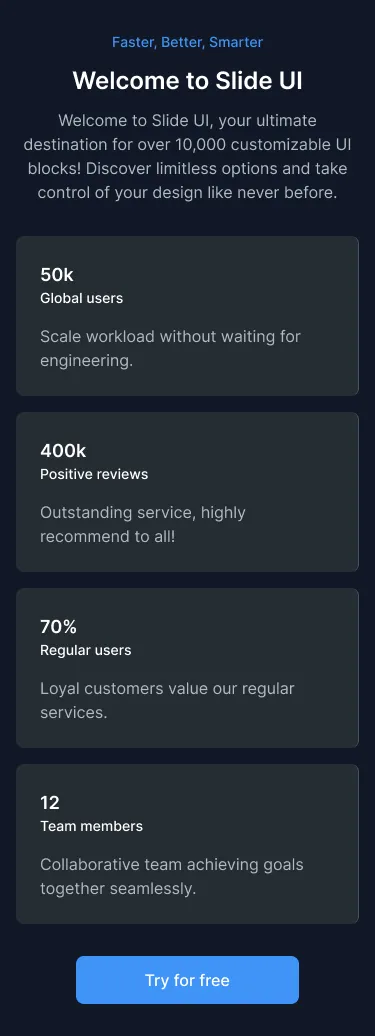 Faster, Better, Smarter
Welcome to Slide UI
Welcome to Slide UI, your ultimate
destination for over 10,000 customizable UI
blocks! Discover limitless options and take
control of your design like never before.
50k
Global users
Scale workload without waiting for
engineering.
400k
Positive reviews
Outstanding service, highly
recommend to all!
70%
Regular users
Loyal customers value our regular
services.
12
Team members
Collaborative team achieving goals
together seamlessly.
Try for free